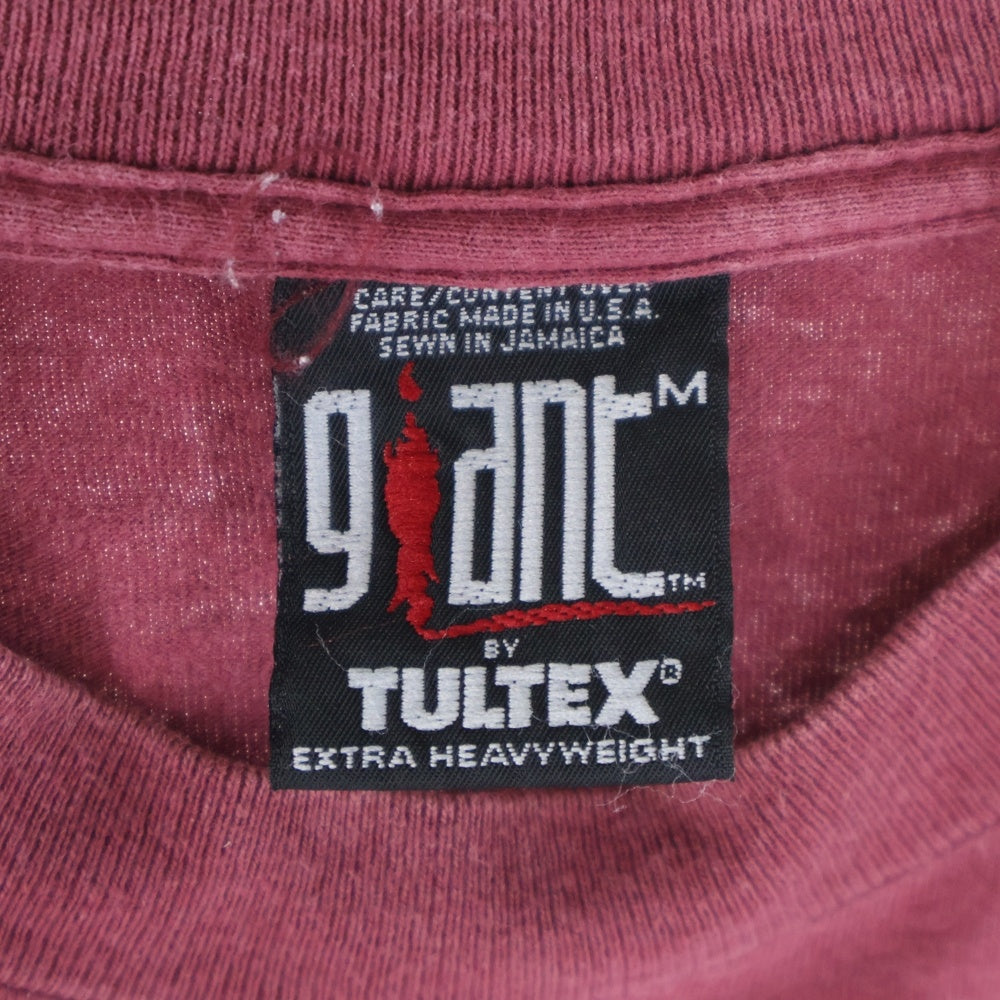 CARE/CONTENT OVER
FABRIC MADE IN U.S.A.
SEWN IN JAMAICA
giant M
TM
BY
TULTEX®
EXTRA HEAVYWEIGHT